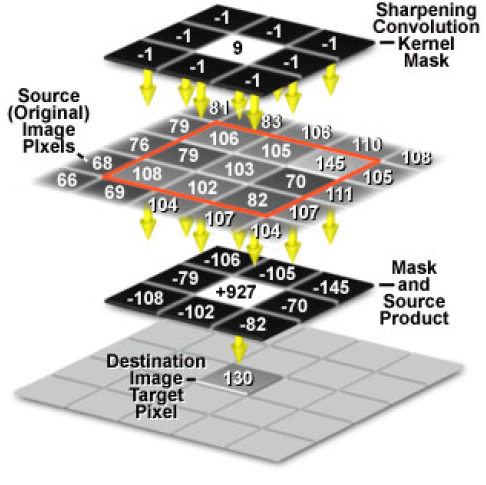 Sharpening
Convolution
Kernel
Mask
-1 -1 -1
-1 9 -1
-1 -1 -1
Source
(Original)
Image
Pixels
81 83 106 110 108
79 106 105 145 105
76 79 103 70 111
68 108 102 82 107
66 69 104 107 104
-106 -105 -145
-79 +927 -70
-108 -102 -82
Mask
and
Source
Product
Destination
Image
Target
Pixel
130